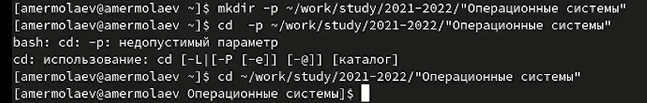 [amermolaev@amermolaev ~]$ mkdir -p ~/work/study/2021-2022/"Операционные системы"
[amermolaev@amermolaev ~]$ cd  -p ~/work/study/2021-2022/"Операционные системы"
bash: cd: -p: недопустимый параметр
cd: использование: cd [-L|[-P [-e]] [-@]] [каталог]
[amermolaev@amermolaev ~]$ cd ~/work/study/2021-2022/"Операционные системы"
[amermolaev@amermolaev Операционные системы]$